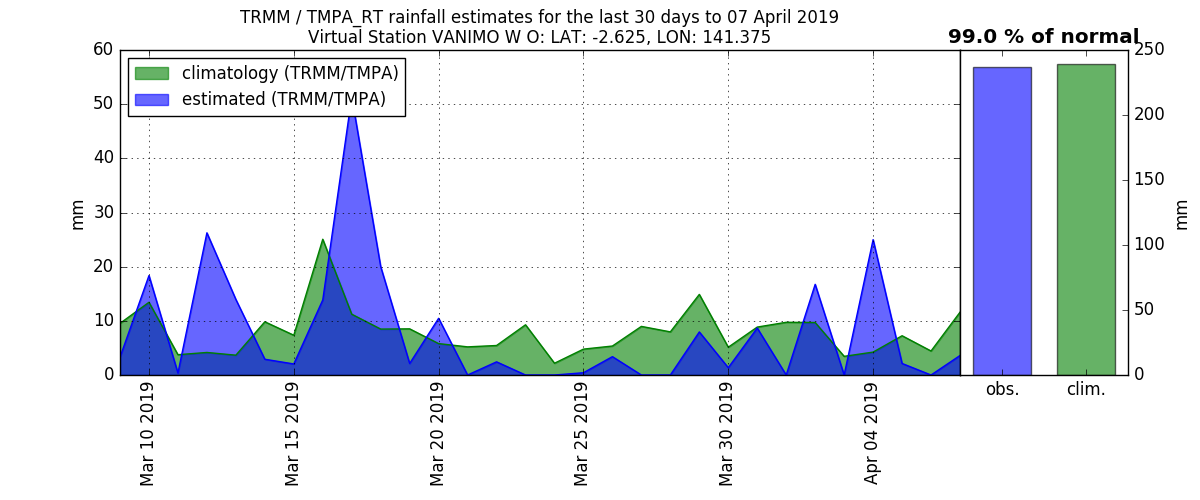 TRMM / TMPA_RT rainfall estimates for the last 30 days to 07 April 2019
Virtual Station VANIMO W O: LAT: -2.625, LON: 141.375
99.0 % of normal
climatology (TRMM/TMPA)
estimated (TRMM/TMPA)
60
50
40
30
20
10
0
mm
Mar 10 2019
Mar 15 2019
Mar 20 2019
Mar 25 2019
Mar 30 2019
Apr 04 2019
obs.
clim.
250
200
150
100
50
0
mm